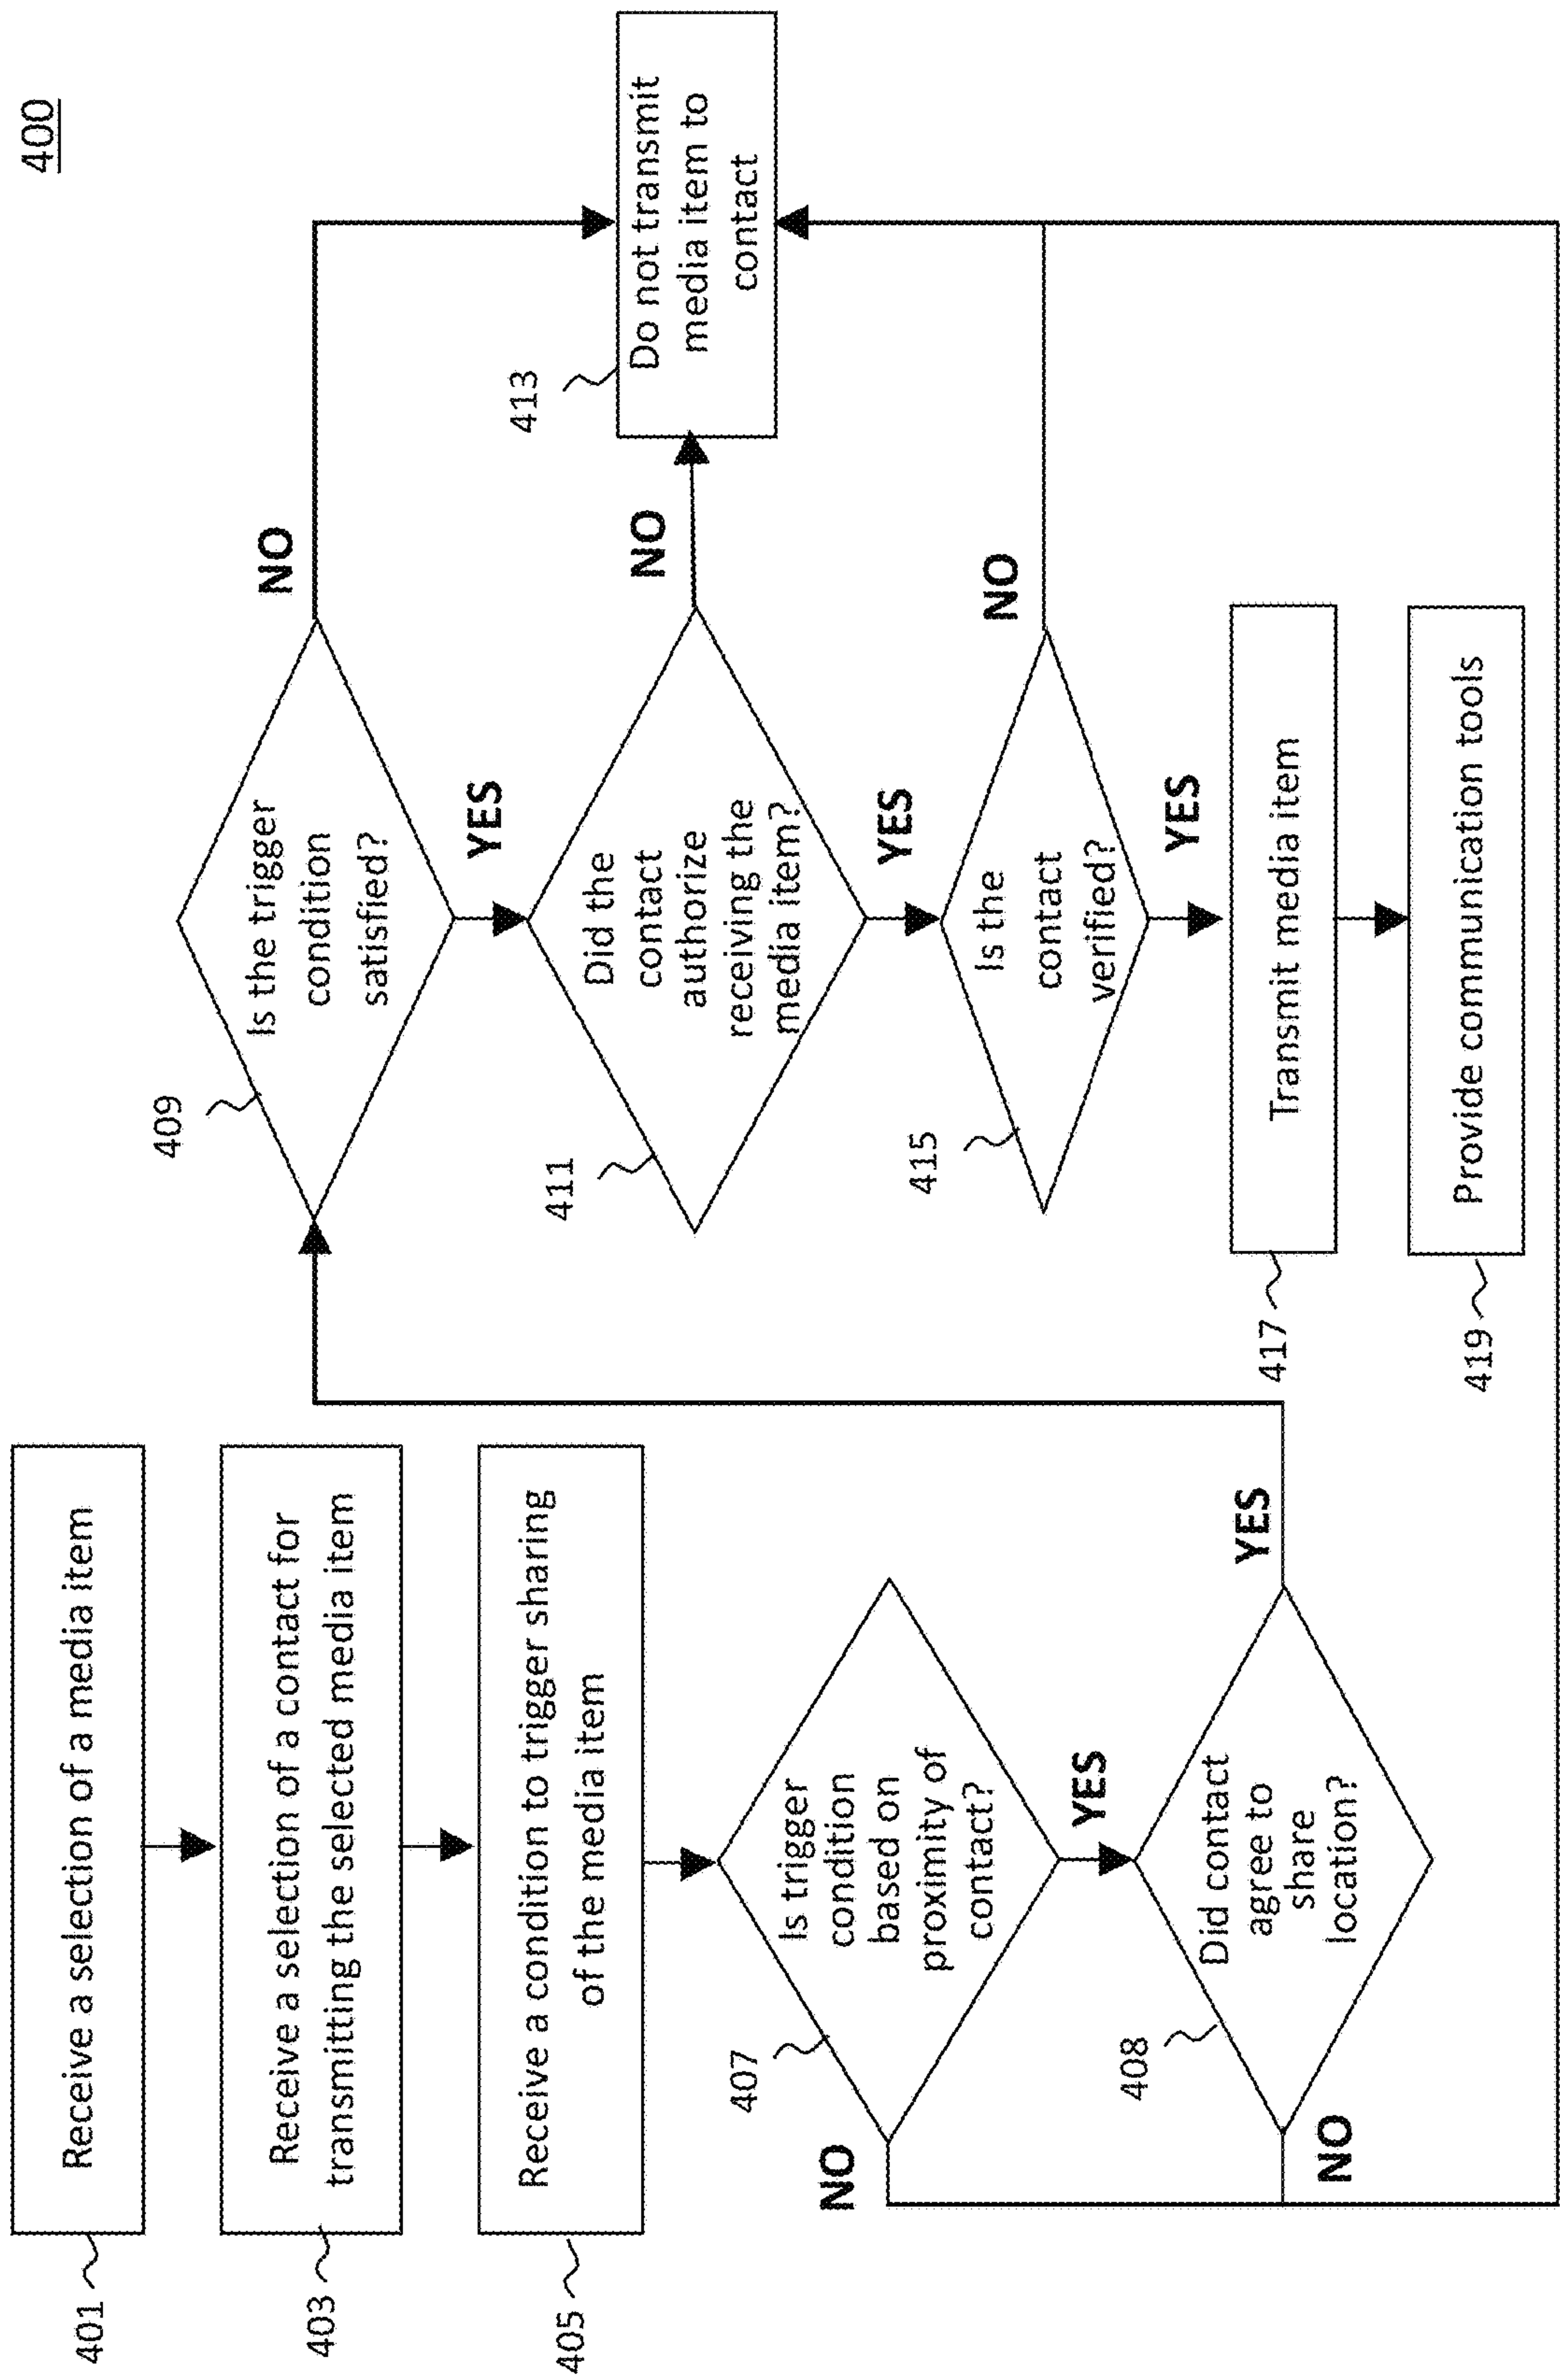 400
401
Receive a selection of a media item
403
Receive a selection of a contact for
transmitting the selected media item
405
Receive a condition to trigger sharing
of the media item
407
Is trigger
condition
based on
proximity of
contact?
NO
YES
408
Did contact
agree to
share
location?
NO
YES
409
Is the trigger
condition
satisfied?
NO
YES
411
Did the
contact
authorize
receiving the
media item?
NO
YES
413
Do not transmit
media item to
contact
415
Is the
contact
verified?
NO
YES
417
Transmit media item
419
Provide communication tools